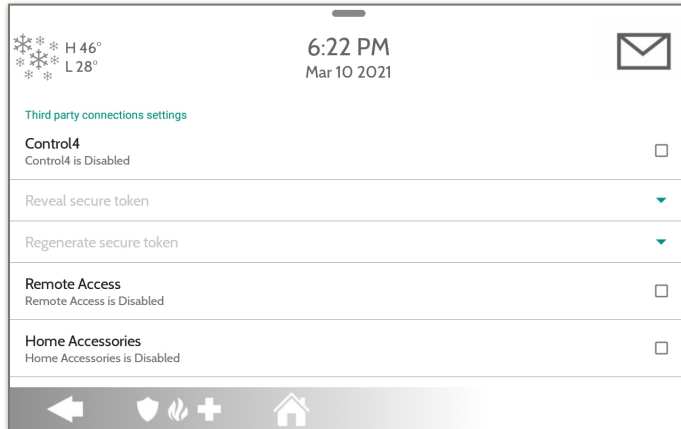 H 46°
L 28°
6:22 PM
Mar 10 2021
Third party connections settings
Control4
Control4 is Disabled
Reveal secure token
Regenerate secure token
Remote Access
Remote Access is Disabled
Home Accessories
Home Accessories is Disabled